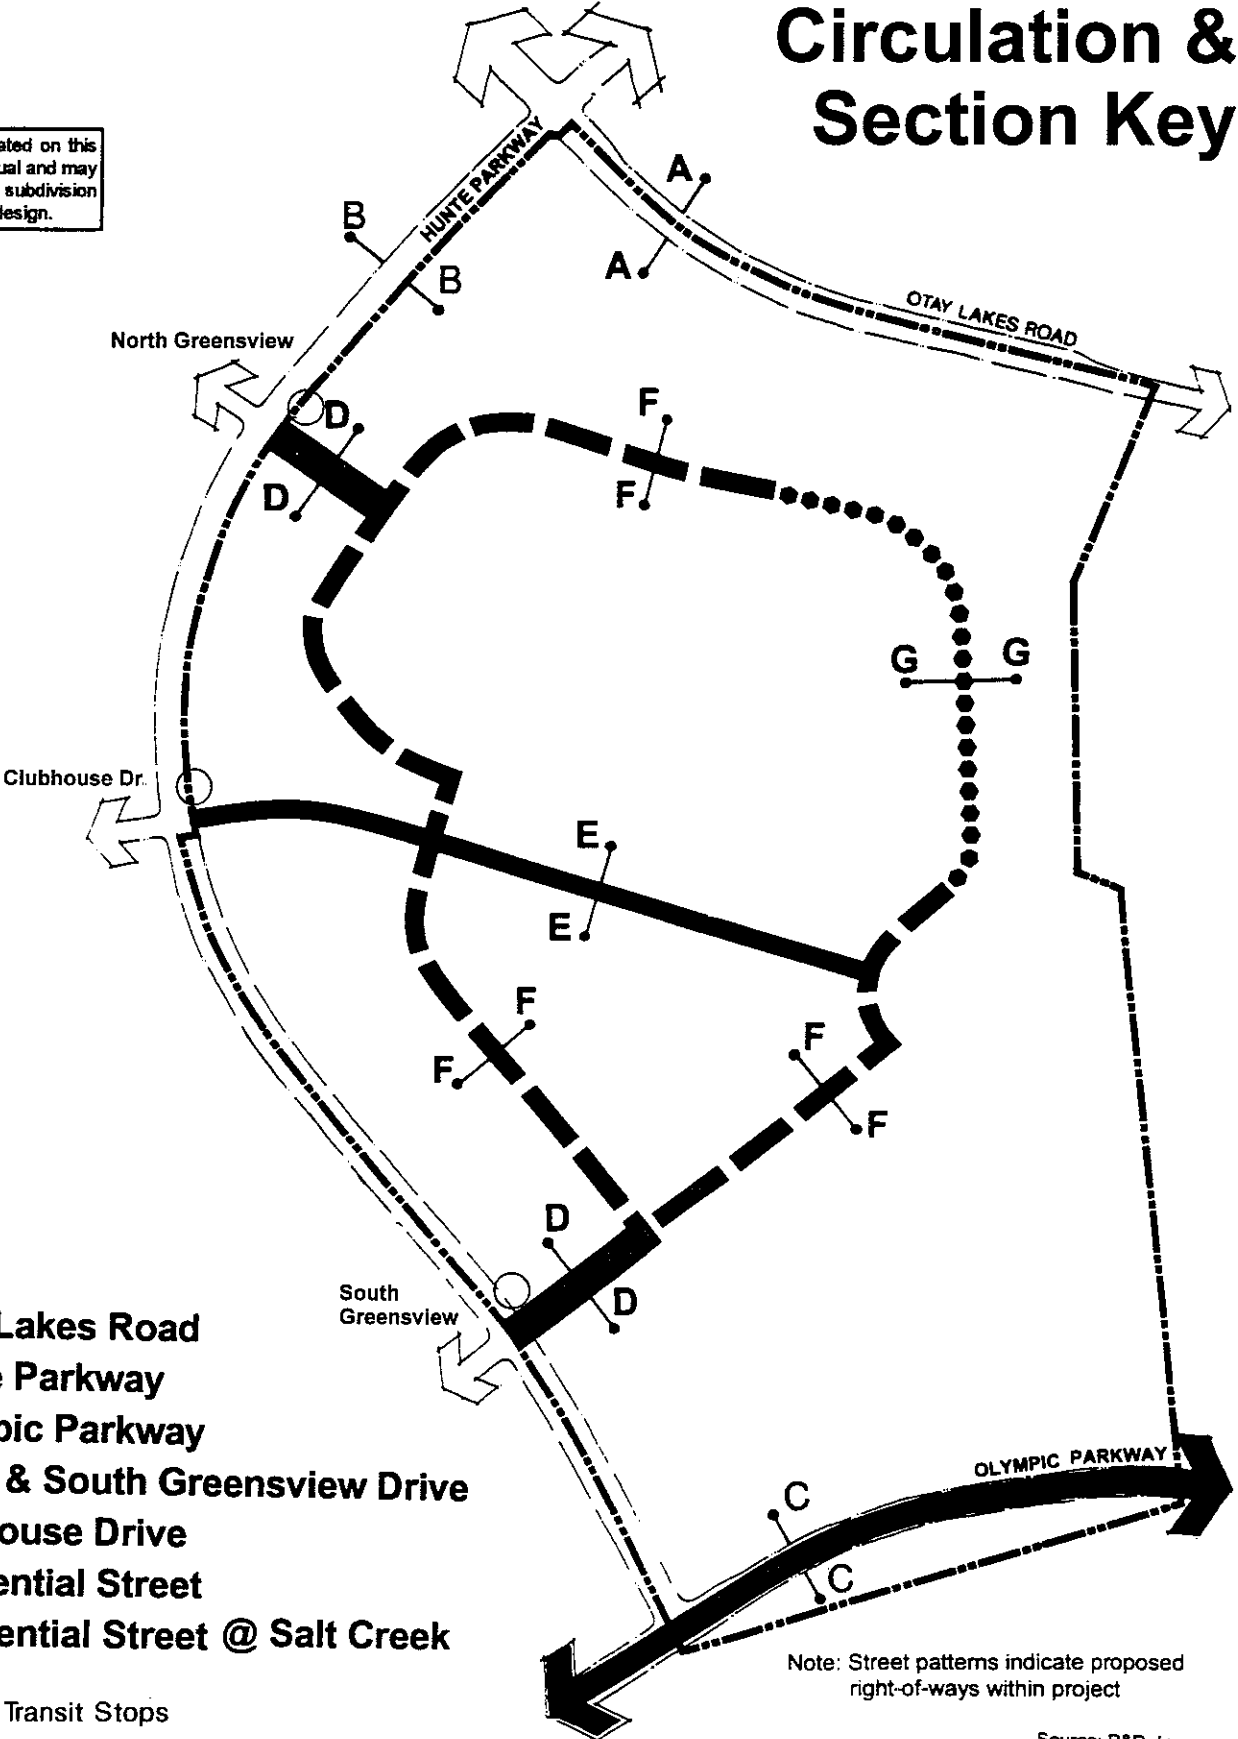 Circulation &
Section Key
ated on this
ual and may
subdivision
design.
HUNTE PARKWAY
A
A
B
B
OTAY LAKES ROAD
North Greensview
D
D
F
F
G
G
Clubhouse Dr.
E
E
F
F
F
F
D
D
South
Greensview
Lakes Road
Parkway
pic Parkway
& South Greensview Drive
ouse Drive
ential Street
ential Street @ Salt Creek
Transit Stops
OLYMPIC PARKWAY
C
C
Note: Street patterns indicate proposed
right-of-ways within project